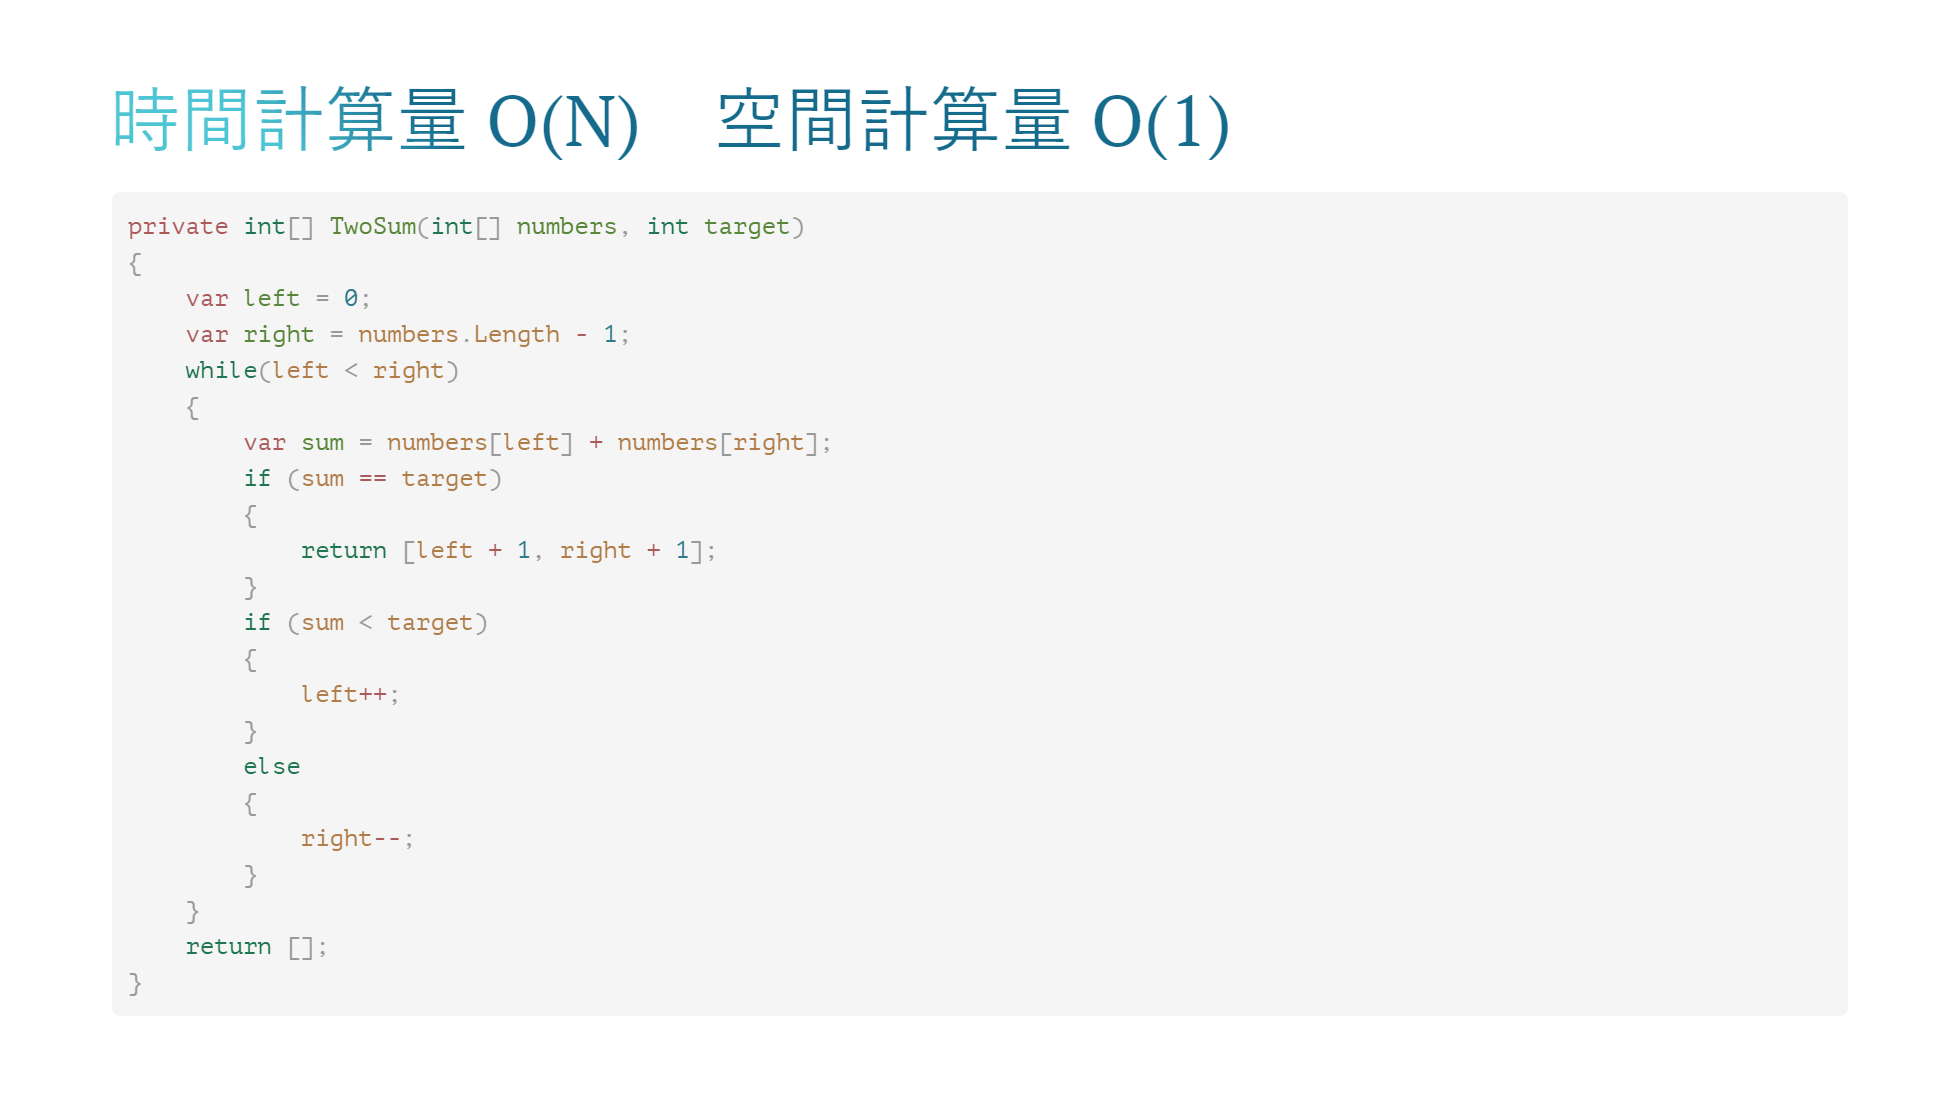 時間計算量 O(N)　空間計算量 O(1)
private int[] TwoSum(int[] numbers, int target)
{
    var left = 0;
    var right = numbers.Length - 1;
    while(left < right)
    {
        var sum = numbers[left] + numbers[right];
        if (sum == target)
        {
            return [left + 1, right + 1];
        }
        if (sum < target)
        {
            left++;
        }
        else
        {
            right--;
        }
    }
    return [];
}